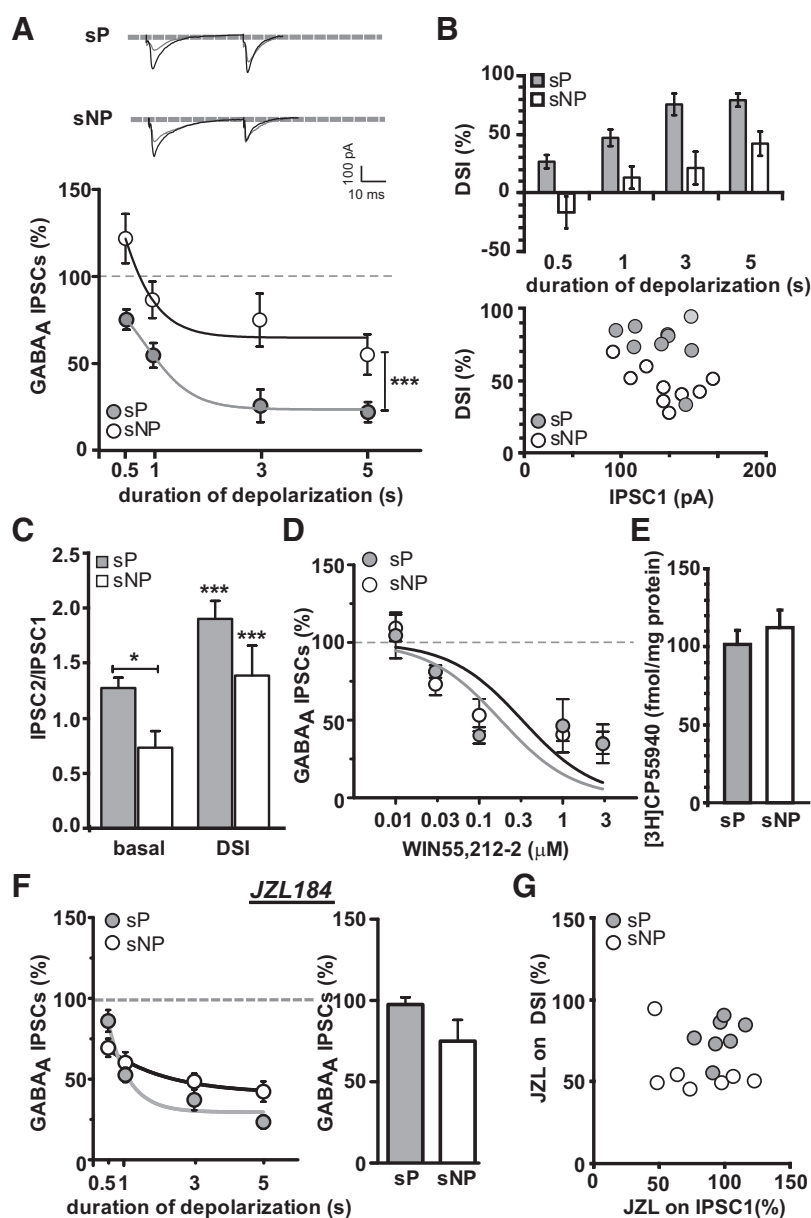 A
sP
sNP
100 pA
10 ms
150
100
50
0
GABAA IPSCs (%)
***
sP
sNP
0.5 1 3 5
duration of depolarization (s)
B
100
50
0
-50
DSI (%)
sP
sNP
0.5 1 3 5
duration of depolarization (s)
100
50
0
DSI (%)
sP
sNP
0 100 200
IPSC1 (pA)
C
2.5
2.0
1.5
1.0
0.5
0.0
IPSC2/IPSC1
sP
sNP
*
***
***
basal DSI
D
150
100
50
0
GABAA IPSCs (%)
sP
sNP
0.01 0.03 0.1 0.3 1 3
WIN55,212-2 (μM)
E
150
100
50
0
[3H]CP55940 (fmol/mg protein)
sP sNP
F
JZL184
150
100
50
0
GABAA IPSCs (%)
sP
sNP
0.5 1 3 5
duration of depolarization (s)
150
100
50
0
GABAA IPSCs (%)
sP sNP
G
150
100
50
0
JZL on DSI (%)
sP
sNP
0 50 100 150
JZL on IPSC1(%)